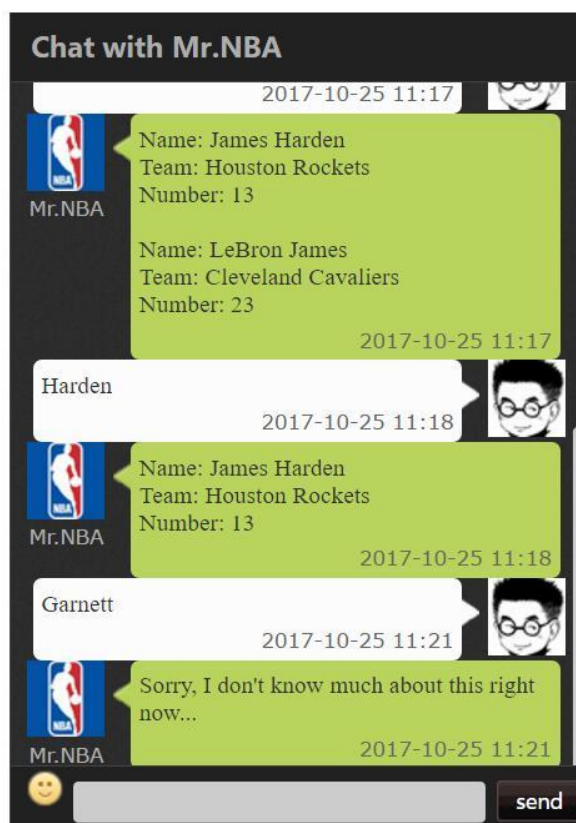 Chat with Mr.NBA
2017-10-25 11:17
Name: James Harden
Team: Houston Rockets
Number: 13
Name: LeBron James
Team: Cleveland Cavaliers
Number: 23
2017-10-25 11:17
NBA
Mr.NBA
Harden
2017-10-25 11:18
Name: James Harden
Team: Houston Rockets
Number: 13
2017-10-25 11:18
NBA
Mr.NBA
Garnett
2017-10-25 11:21
Sorry, I don't know much about this right
now...
2017-10-25 11:21
NBA
Mr.NBA
send